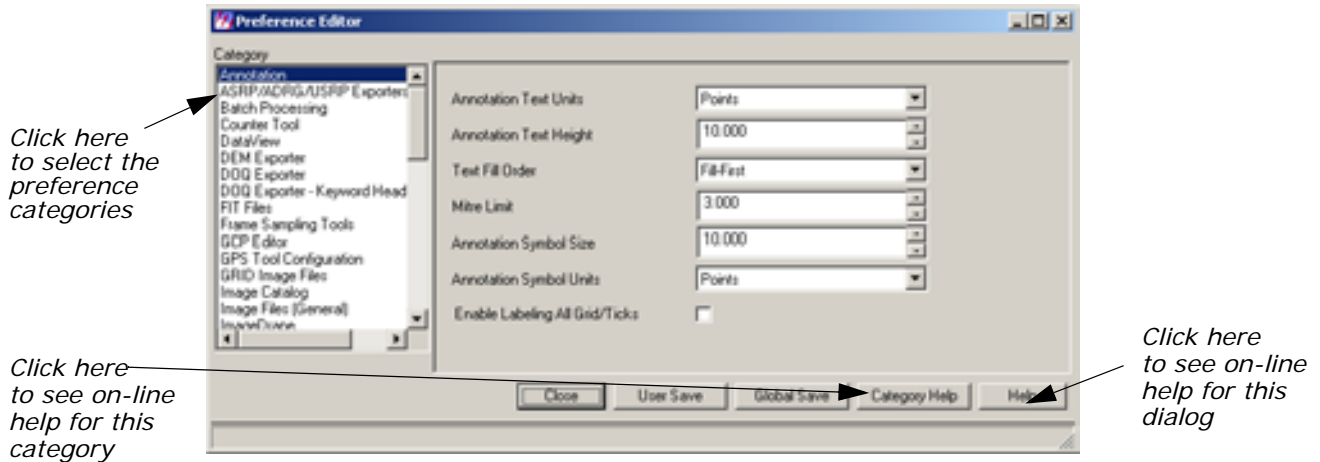 Preference Editor
Category
Annotation
ASRP/ADRG/USRP Exporters
Batch Processing
Counter Tool
DataView
DEM Exporter
DOQ Exporter
DOQ Exporter - Keyword Head
FIT Files
Frame Sampling Tools
GCP Editor
GPS Tool Configuration
GRID Image Files
Image Catalog
Image Files (General)
ImageDrape
Annotation Text Units
Points
Annotation Text Height
10.000
Text Fill Order
Fill-First
Mitre Limit
3.000
Annotation Symbol Size
10.000
Annotation Symbol Units
Points
Enable Labeling All Grid/Ticks
Close
User Save
Global Save
Category Help
Help
Click here
to select the
preference
categories
Click here
to see on-line
help for this
category
Click here
to see on-line
help for this
dialog